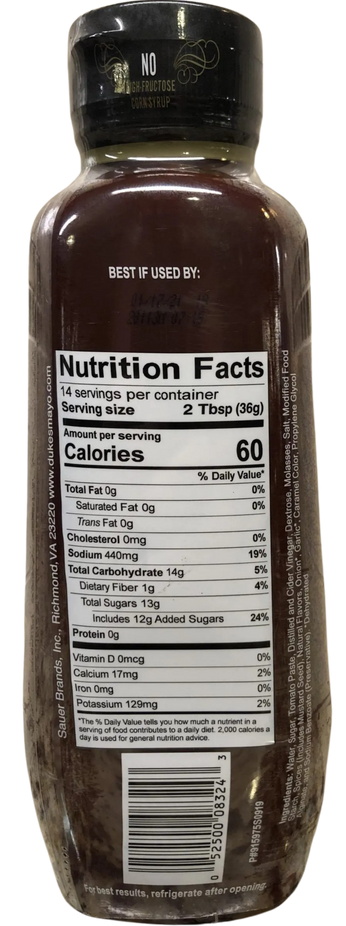 NO
HIGH-FRUCTOSE
CORN SYRUP
BEST IF USED BY:
Nutrition Facts
14 servings per container
Serving size 2 Tbsp (36g)
Amount per serving
Calories 60
% Daily Value*
Total Fat 0g 0%
Saturated Fat 0g 0%
Trans Fat 0g
Cholesterol 0mg 0%
Sodium 440mg 19%
Total Carbohydrate 14g 5%
Dietary Fiber 1g 4%
Total Sugars 13g
Includes 12g Added Sugars 24%
Protein 0g
Vitamin D 0mcg 0%
Calcium 17mg 2%
Iron 0mg 0%
Potassium 129mg 2%
*The % Daily Value tells you how much a nutrient in a
serving of food contributes to a daily diet. 2,000 calories a
day is used for general nutrition advice.
Sauer Brands, Inc., Richmond, VA 23220 www.dukesmayo.com
Ingredients: Water, Sugar, Tomato Paste, Distilled and Cider Vinegar, Dextrose, Molasses, Salt, Modified Food
Starch, Spices (Includes Mustard Seed), Natural Flavors, Onion*, Garlic*, Caramel Color, Propylene Glycol
and Sodium Benzoate (Preservative). *Dehydrated
0 52500 08324 3
P#915975S0919
For best results, refrigerate after opening.